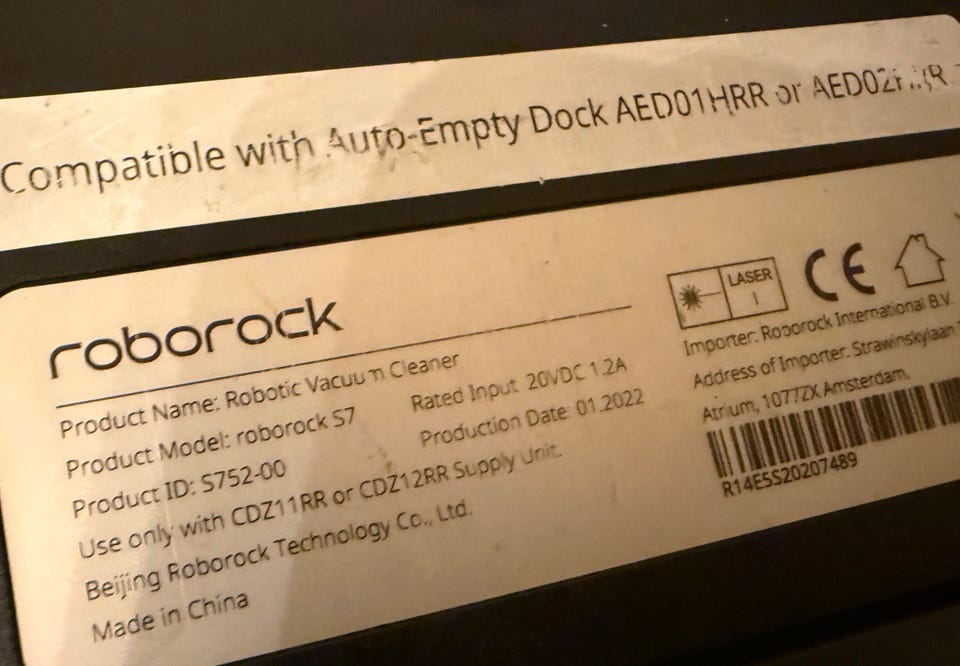 Compatible with Auto-Empty Dock AED01HRR or
roborock
Product Name: Robotic Vacuum Cleaner
Product Model: roborock S7
Rated Input 20VDC 1.2A
Product ID: S752-00
Production Date: 01.2022
Use only with CDZ11RR or CDZ12RR Supply Unit.
Beijing Roborock Technology Co., Ltd.
Made in China
LASER
1
CE
Importer: Roborock International B.V.
Address of Importer: Strawinskylaan
Atrium, 1077ZX Amsterdam,
R14E5S20207489